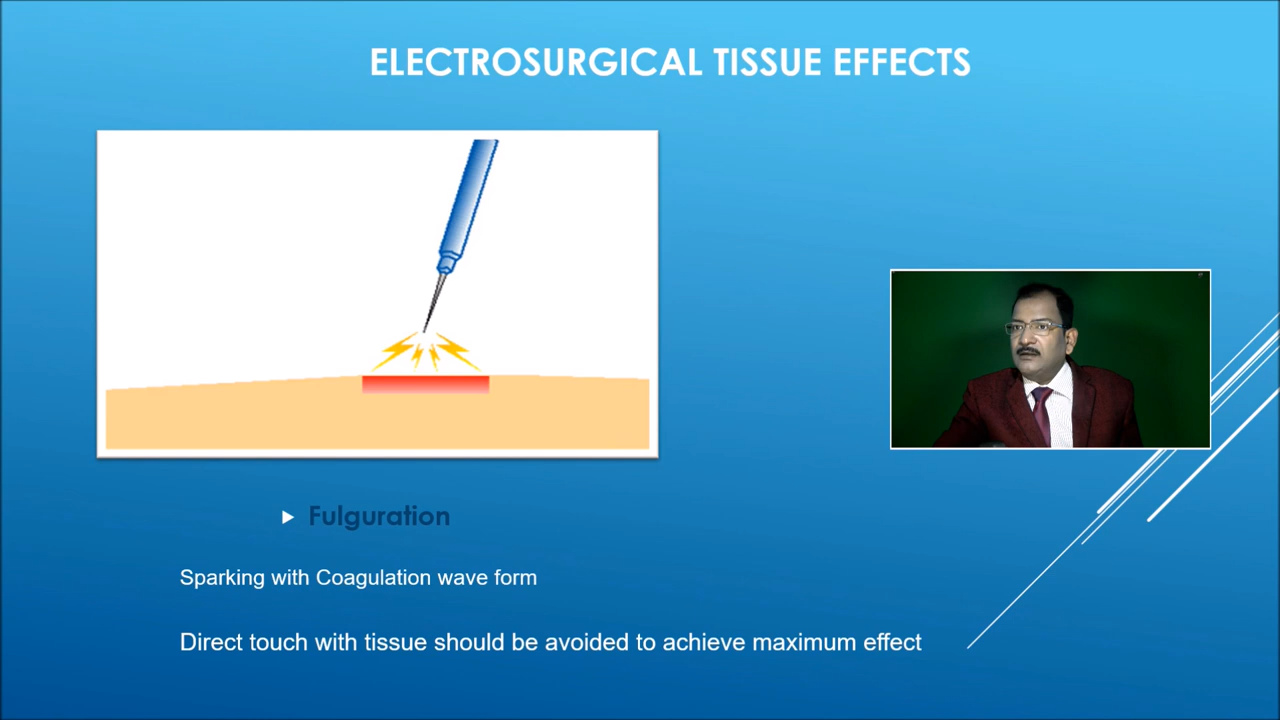 ELECTROSURGICAL TISSUE EFFECTS
Fulguration
Sparking with Coagulation wave form
Direct touch with tissue should be avoided to achieve maximum effect